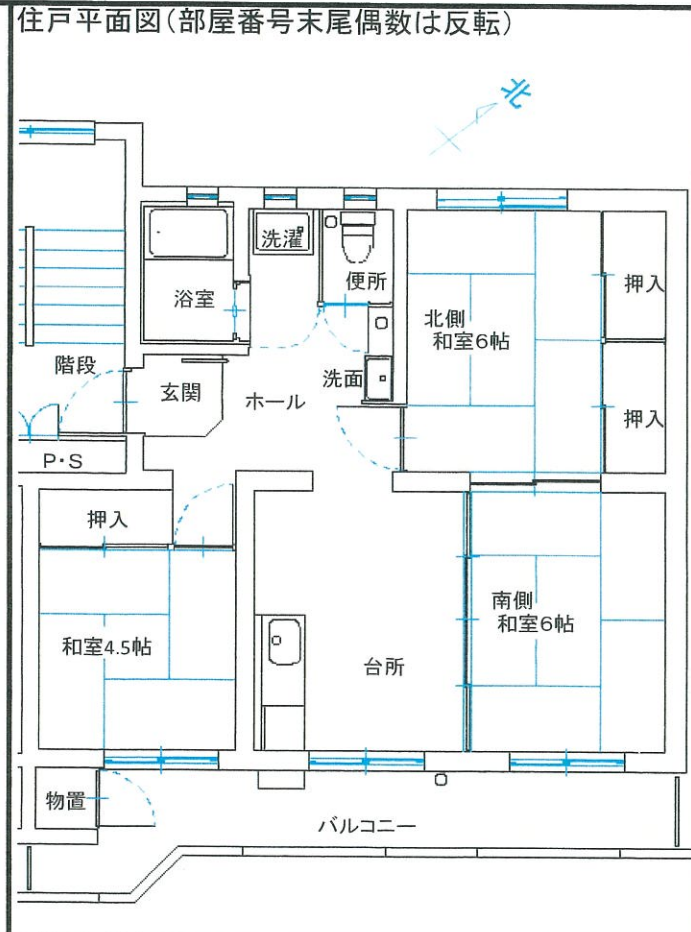 住戸平面図(部屋番号末尾偶数は反転)
北
洗濯
便所
浴室
押入
北側
和室6帖
階段
玄関
ホール
洗面
押入
P・S
押入
南側
和室6帖
和室4.5帖
台所
物置
バルコニー